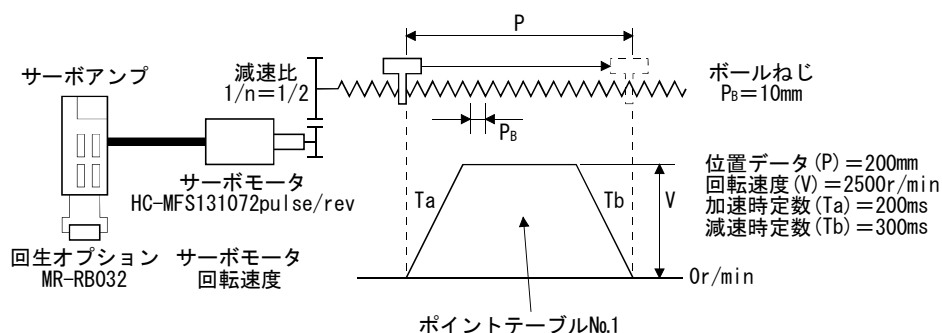 P
サーボアンプ
減速比
1/n=1/2
ボールねじ
PB=10mm
PB
サーボモータ
HC-MFS131072pulse/rev
Ta
Tb
V
位置データ(P)=200mm
回転速度(V)=2500r/min
加速時定数(Ta)=200ms
減速時定数(Tb)=300ms
回生オプション
MR-RB032
サーボモータ
回転速度
0r/min
ポイントテーブルNo.1